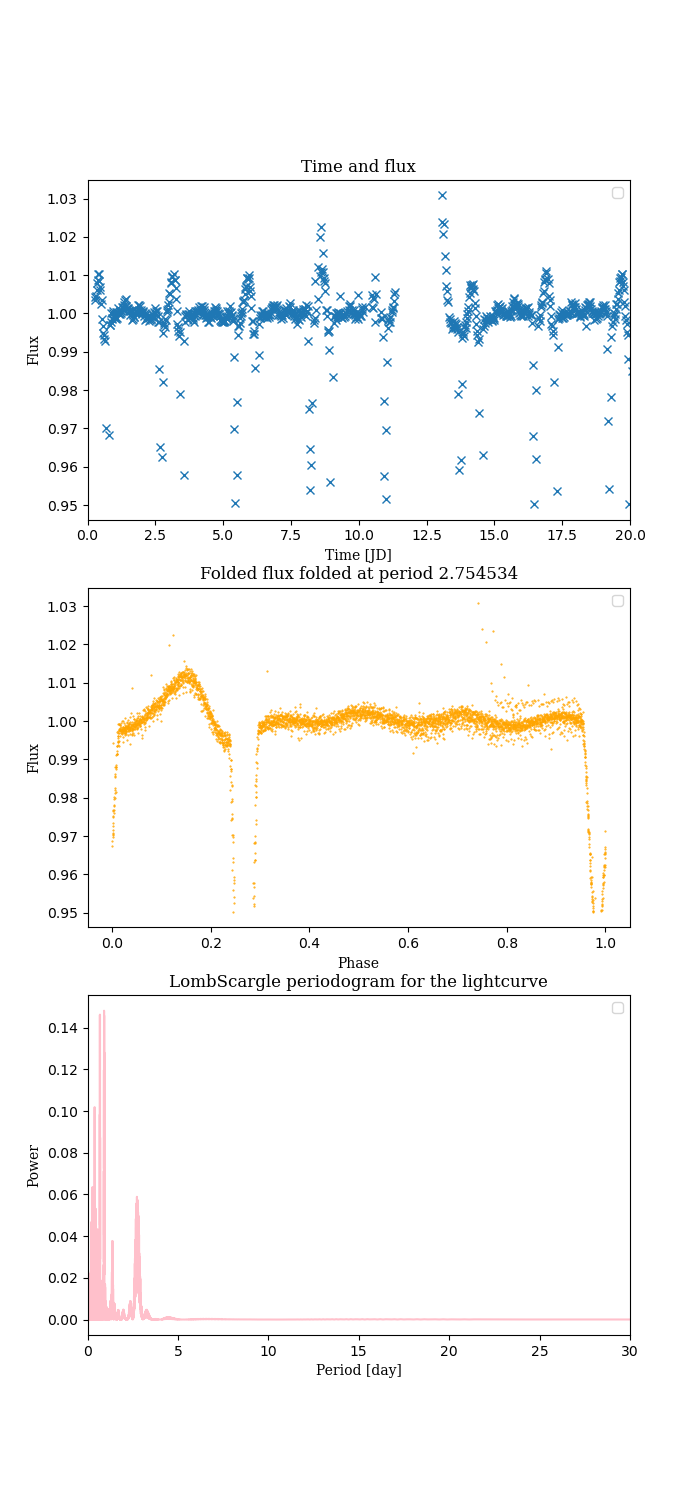 Time and flux
1.03
1.02
1.01
1.00
0.99
0.98
0.97
0.96
0.95
Flux
0.0 2.5 5.0 7.5 10.0 12.5 15.0 17.5 20.0
Time [JD]
Folded flux folded at period 2.754534
1.03
1.02
1.01
1.00
0.99
0.98
0.97
0.96
0.95
Flux
0.0 0.2 0.4 0.6 0.8 1.0
Phase
LombScargle periodogram for the lightcurve
0.14
0.12
0.10
0.08
0.06
0.04
0.02
0.00
Power
0 5 10 15 20 25 30
Period [day]